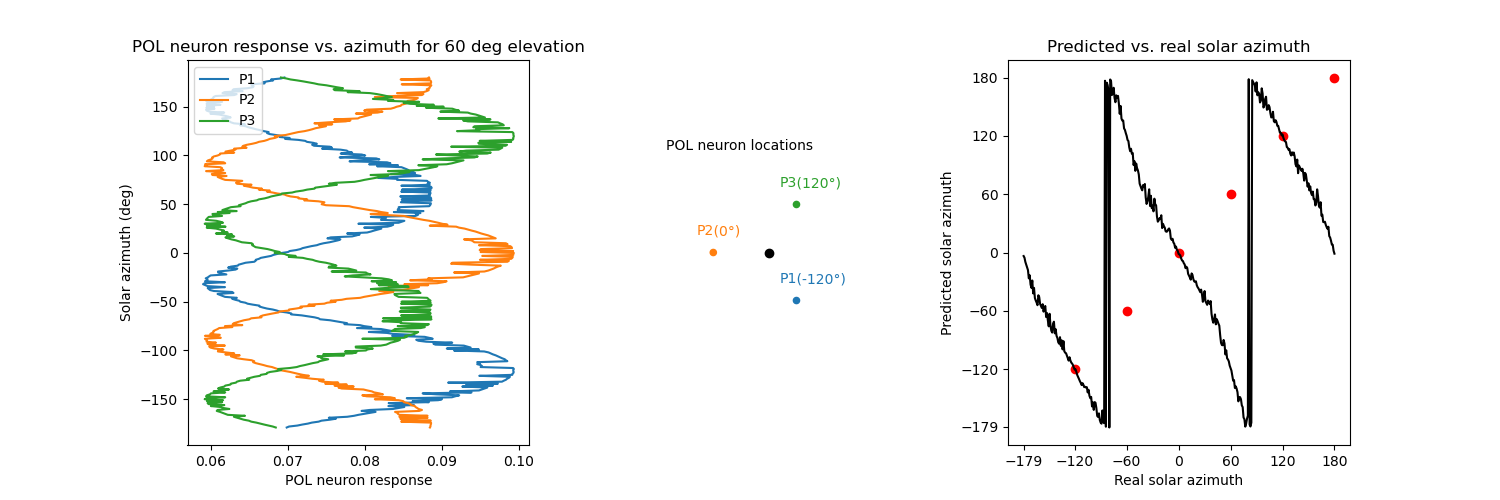 POL neuron response vs. azimuth for 60 deg elevation
P1
P2
P3
150
100
50
0
−50
−100
−150
Solar azimuth (deg)
0.06 0.07 0.08 0.09 0.10
POL neuron response
POL neuron locations
P3(120°)
P2(0°)
P1(-120°)
Predicted vs. real solar azimuth
180
120
60
0
−60
−120
−179
Predicted solar azimuth
−179 −120 −60 0 60 120 180
Real solar azimuth